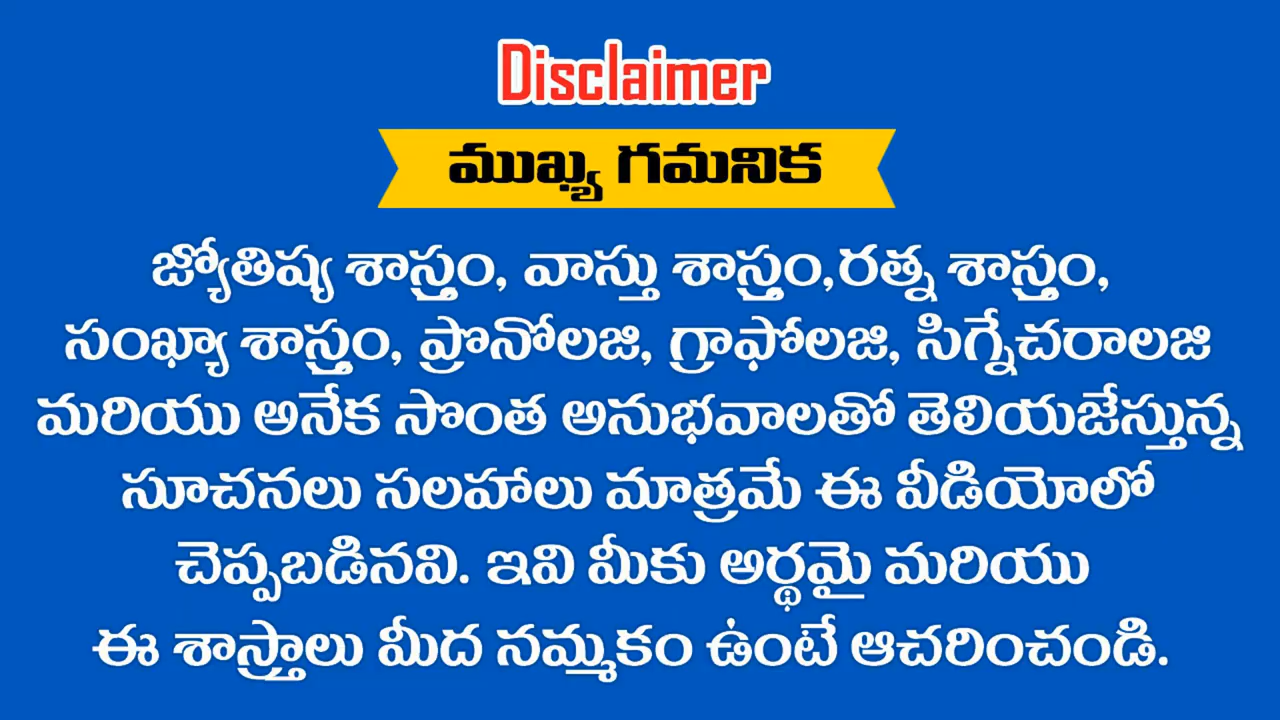 Disclaimer
ముఖ్య గమనిక
జ్యోతిష్య శాస్త్రం, వాస్తు శాస్త్రం,రత్న శాస్త్రం,
సంఖ్యా శాస్త్రం, ప్రొనోలజి, గ్రాఫోలజి, సిగ్నేచరాలజి
మరియు అనేక సొంత అనుభవాలతో తెలియజేస్తున్న
సూచనలు సలహాలు మాత్రమే ఈ వీడియోలో
చెప్పబడినవి. ఇవి మీకు అర్థమై మరియు
ఈ శాస్త్రాలు మీద నమ్మకం ఉంటే ఆచరించండి.